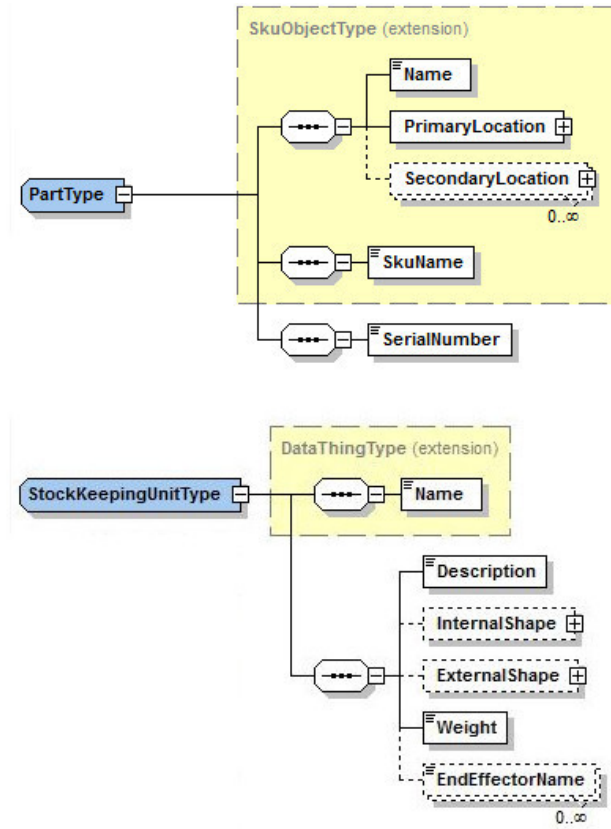 SkuObjectType (extension)
Name
PrimaryLocation
SecondaryLocation
0..∞
PartType
SkuName
SerialNumber
DataThingType (extension)
StockKeepingUnitType
Name
Description
InternalShape
ExternalShape
Weight
EndEffectorName
0..∞